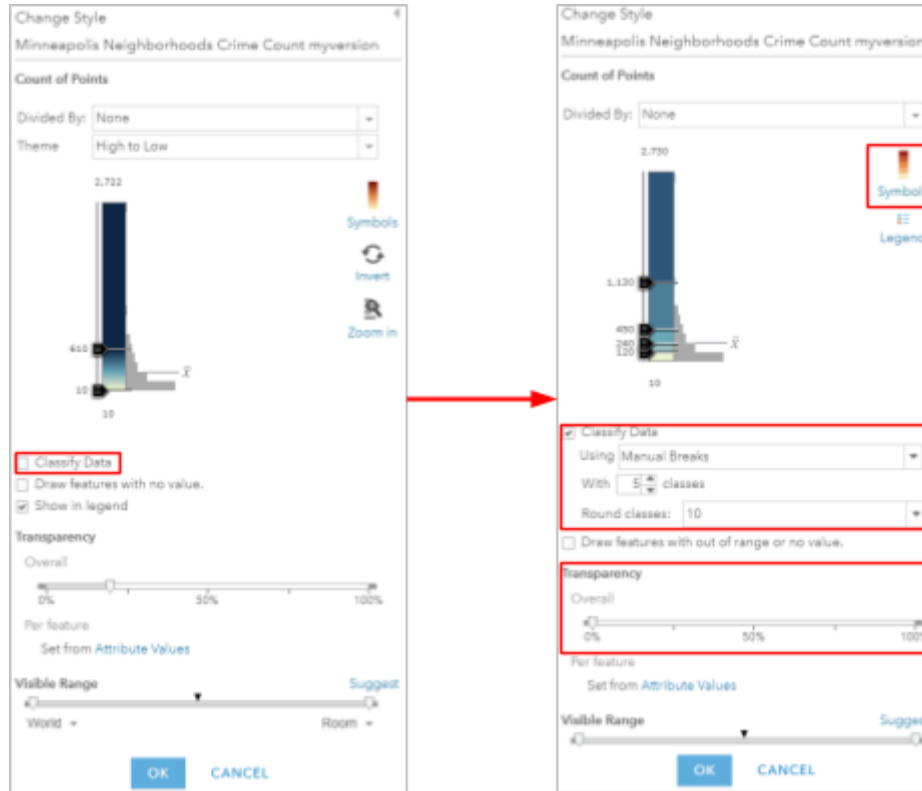 Change Style
Minneapolis Neighborhoods Crime Count myversion
Count of Points
Divided By: None
Theme High to Low
2,722
Symbols
Invert
Zoom in
610
x̄
10
10
Classify Data
Draw features with no value.
Show in legend
Transparency
Overall
0% 50% 100%
Per feature
Set from Attribute Values
Visible Range Suggest
World Room
OK CANCEL
Change Style
Minneapolis Neighborhoods Crime Count myversion
Count of Points
Divided By: None
2,730
Symbol
Legend
1,130
480
240
120
x̄
10
Classify Data
Using Manual Breaks
With 5 classes
Round classes: 10
Draw features with out of range or no value.
Transparency
Overall
0% 50% 100%
Per feature
Set from Attribute Values
Visible Range Sugges
OK CANCEL